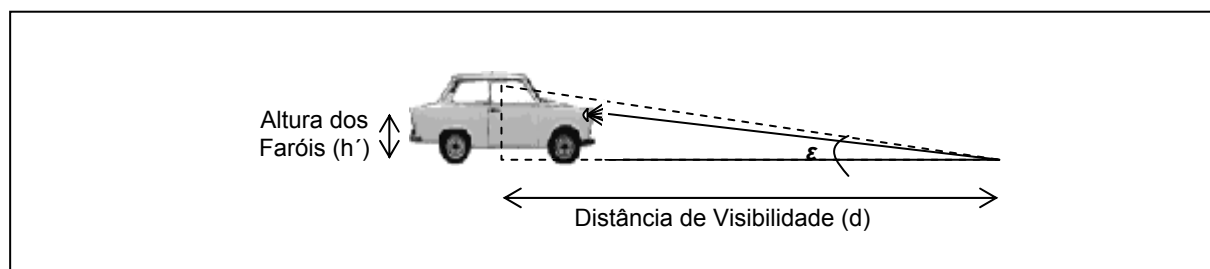 Altura dos
Faróis (h´)
ε
Distância de Visibilidade (d)